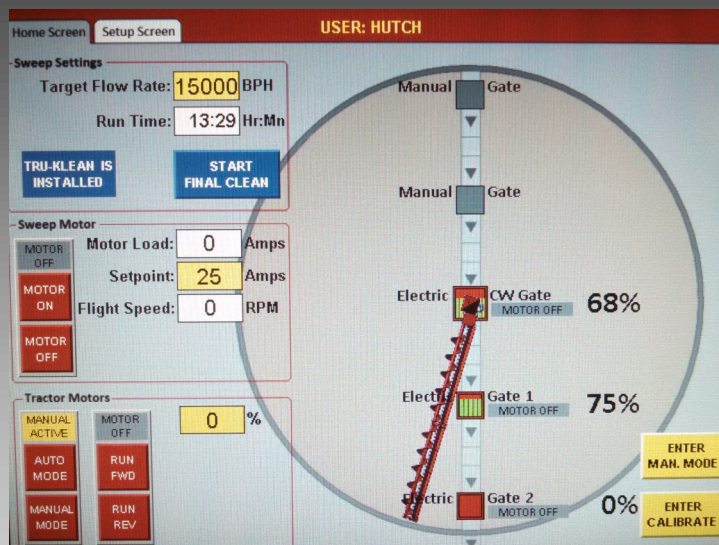 USER: HUTCH
Home Screen
Setup Screen
Sweep Settings
Target Flow Rate: 15000 BPH
Run Time: 13:29 Hr:Mn
TRU-KLEAN IS
INSTALLED
START
FINAL CLEAN
Sweep Motor
MOTOR
OFF
MOTOR
ON
MOTOR
OFF
Motor Load: 0 Amps
Setpoint: 25 Amps
Flight Speed: 0 RPM
Tractor Motors
MANUAL
ACTIVE
AUTO
MODE
MANUAL
MODE
MOTOR
OFF
RUN
FWD
RUN
REV
0 %
Manual Gate
Manual Gate
Electric CW Gate
MOTOR OFF
68%
Electric Gate 1
MOTOR OFF
75%
Electric Gate 2
MOTOR OFF
0%
ENTER
MAN. MODE
ENTER
CALIBRATE